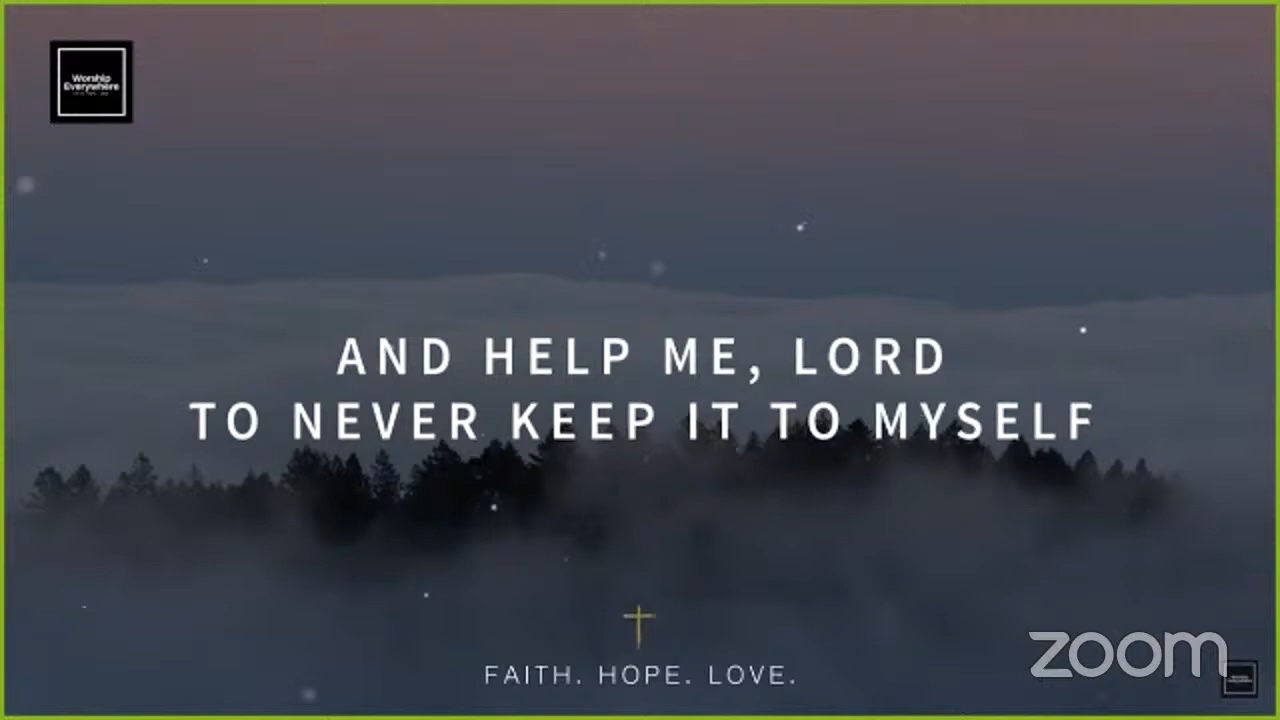 Worship
Everywhere
AND HELP ME, LORD
TO NEVER KEEP IT TO MYSELF
FAITH. HOPE. LOVE.
zoom